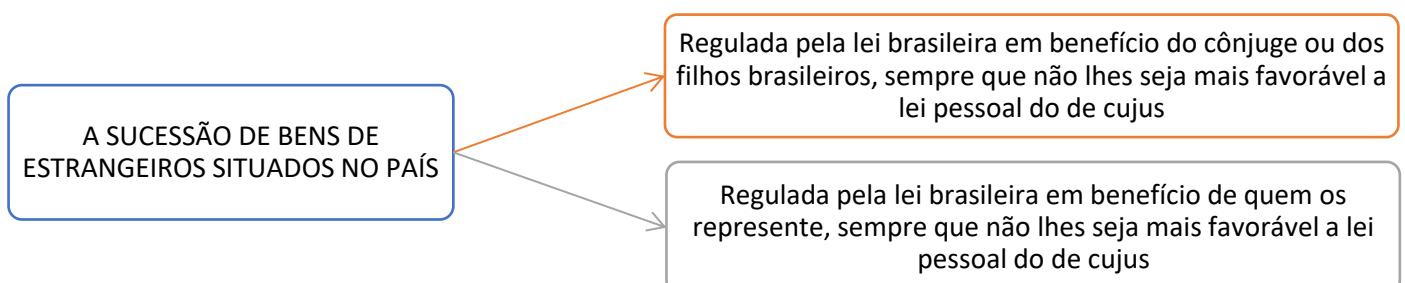 A SUCESSÃO DE BENS DE
ESTRANGEIROS SITUADOS NO PAÍS
Regulada pela lei brasileira em benefício do cônjuge ou dos
filhos brasileiros, sempre que não lhes seja mais favorável a
lei pessoal do de cujus
Regulada pela lei brasileira em benefício de quem os
represente, sempre que não lhes seja mais favorável a lei
pessoal do de cujus